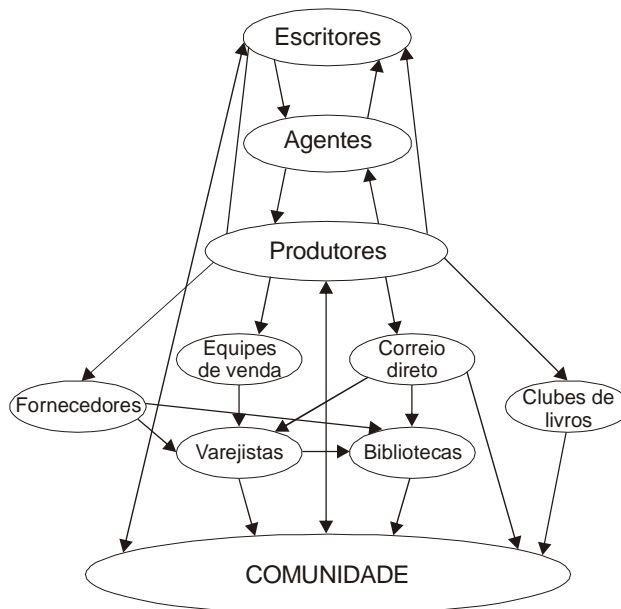 Escritores
Agentes
Produtores
Equipes
de venda
Correio
direto
Fornecedores
Clubes de
livros
Varejistas
Bibliotecas
COMUNIDADE